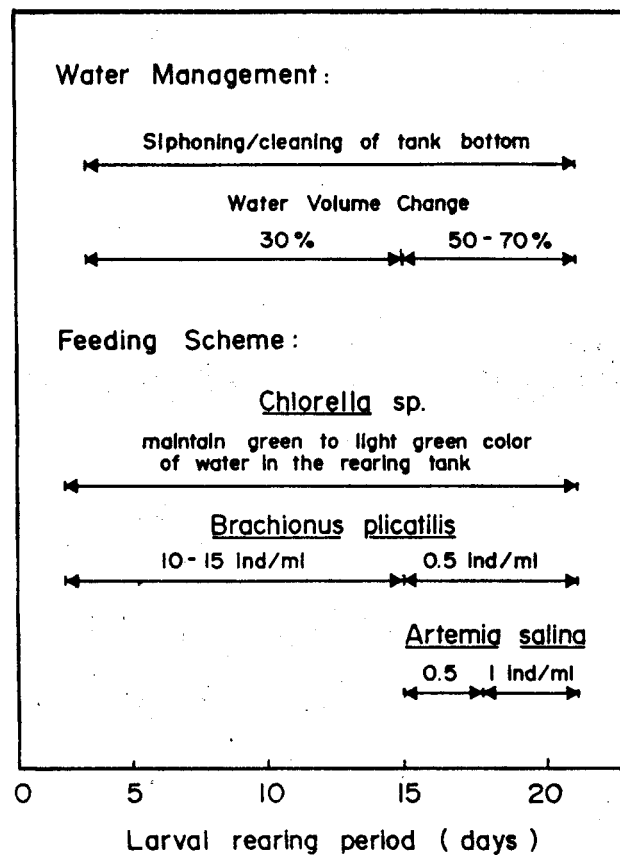 Water Management :
Siphoning/cleaning of tank bottom
Water Volume Change
30% 50-70%
Feeding Scheme :
Chlorella sp.
maintain green to light green color
of water in the rearing tank
Brachionus plicatilis
10-15 ind/ml 0.5 ind/ml
Artemia salina
0.5 1 ind/ml
0 5 10 15 20
Larval rearing period ( days )